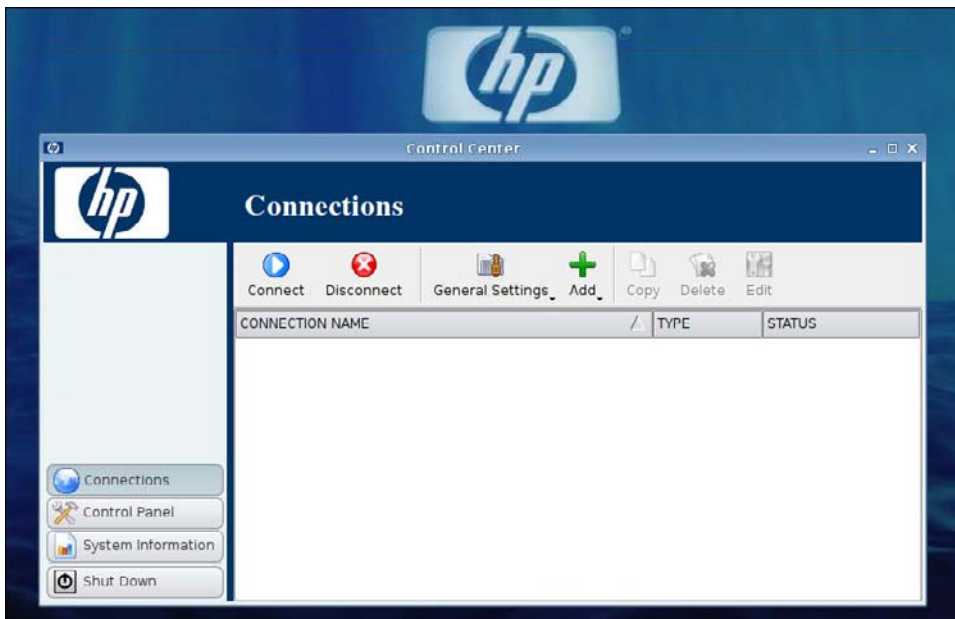 hp
Control Center
hp
Connections
Connect Disconnect General Settings Add Copy Delete Edit
CONNECTION NAME TYPE STATUS
Connections
Control Panel
System Information
Shut Down